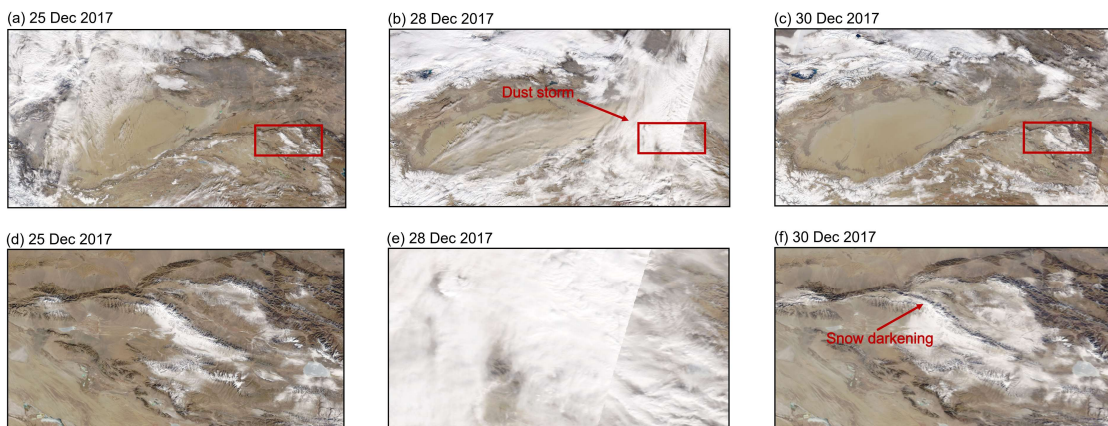 (a) 25 Dec 2017
(b) 28 Dec 2017
(c) 30 Dec 2017
Dust storm
(d) 25 Dec 2017
(e) 28 Dec 2017
(f) 30 Dec 2017
Snow darkening